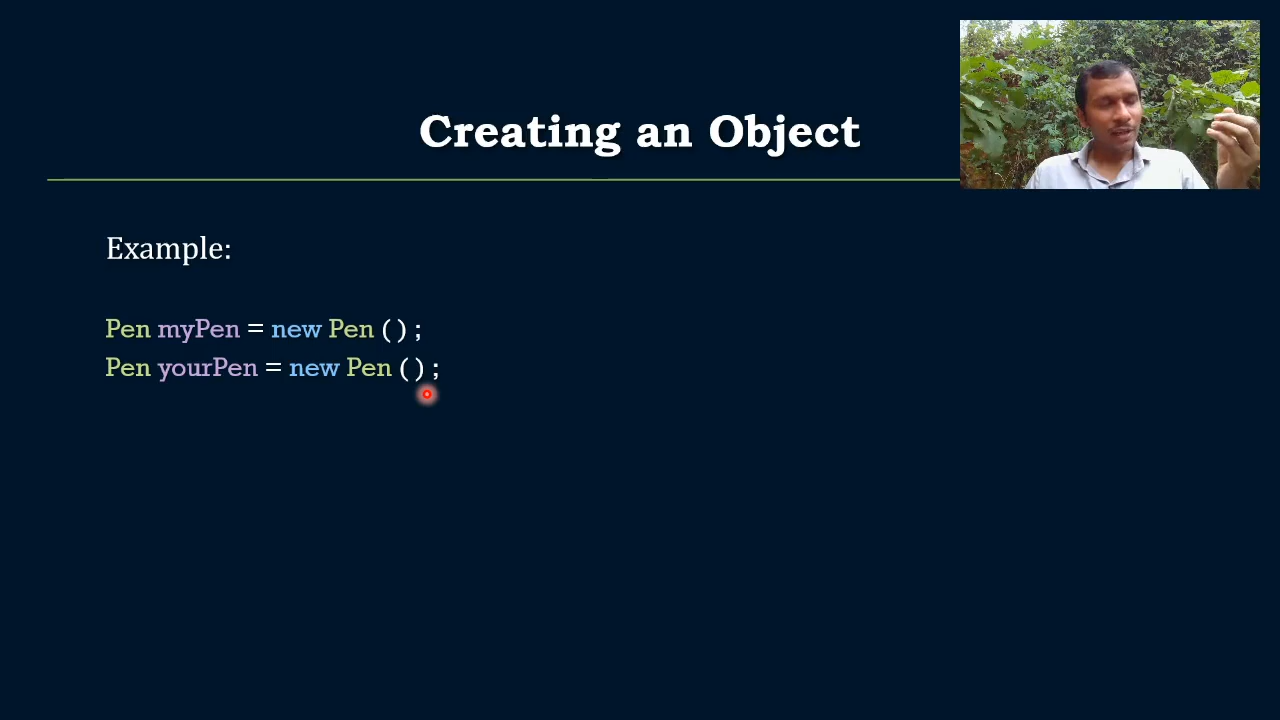 Creating an Object
Example:
Pen myPen = new Pen ( ) ;
Pen yourPen = new Pen ( ) ;